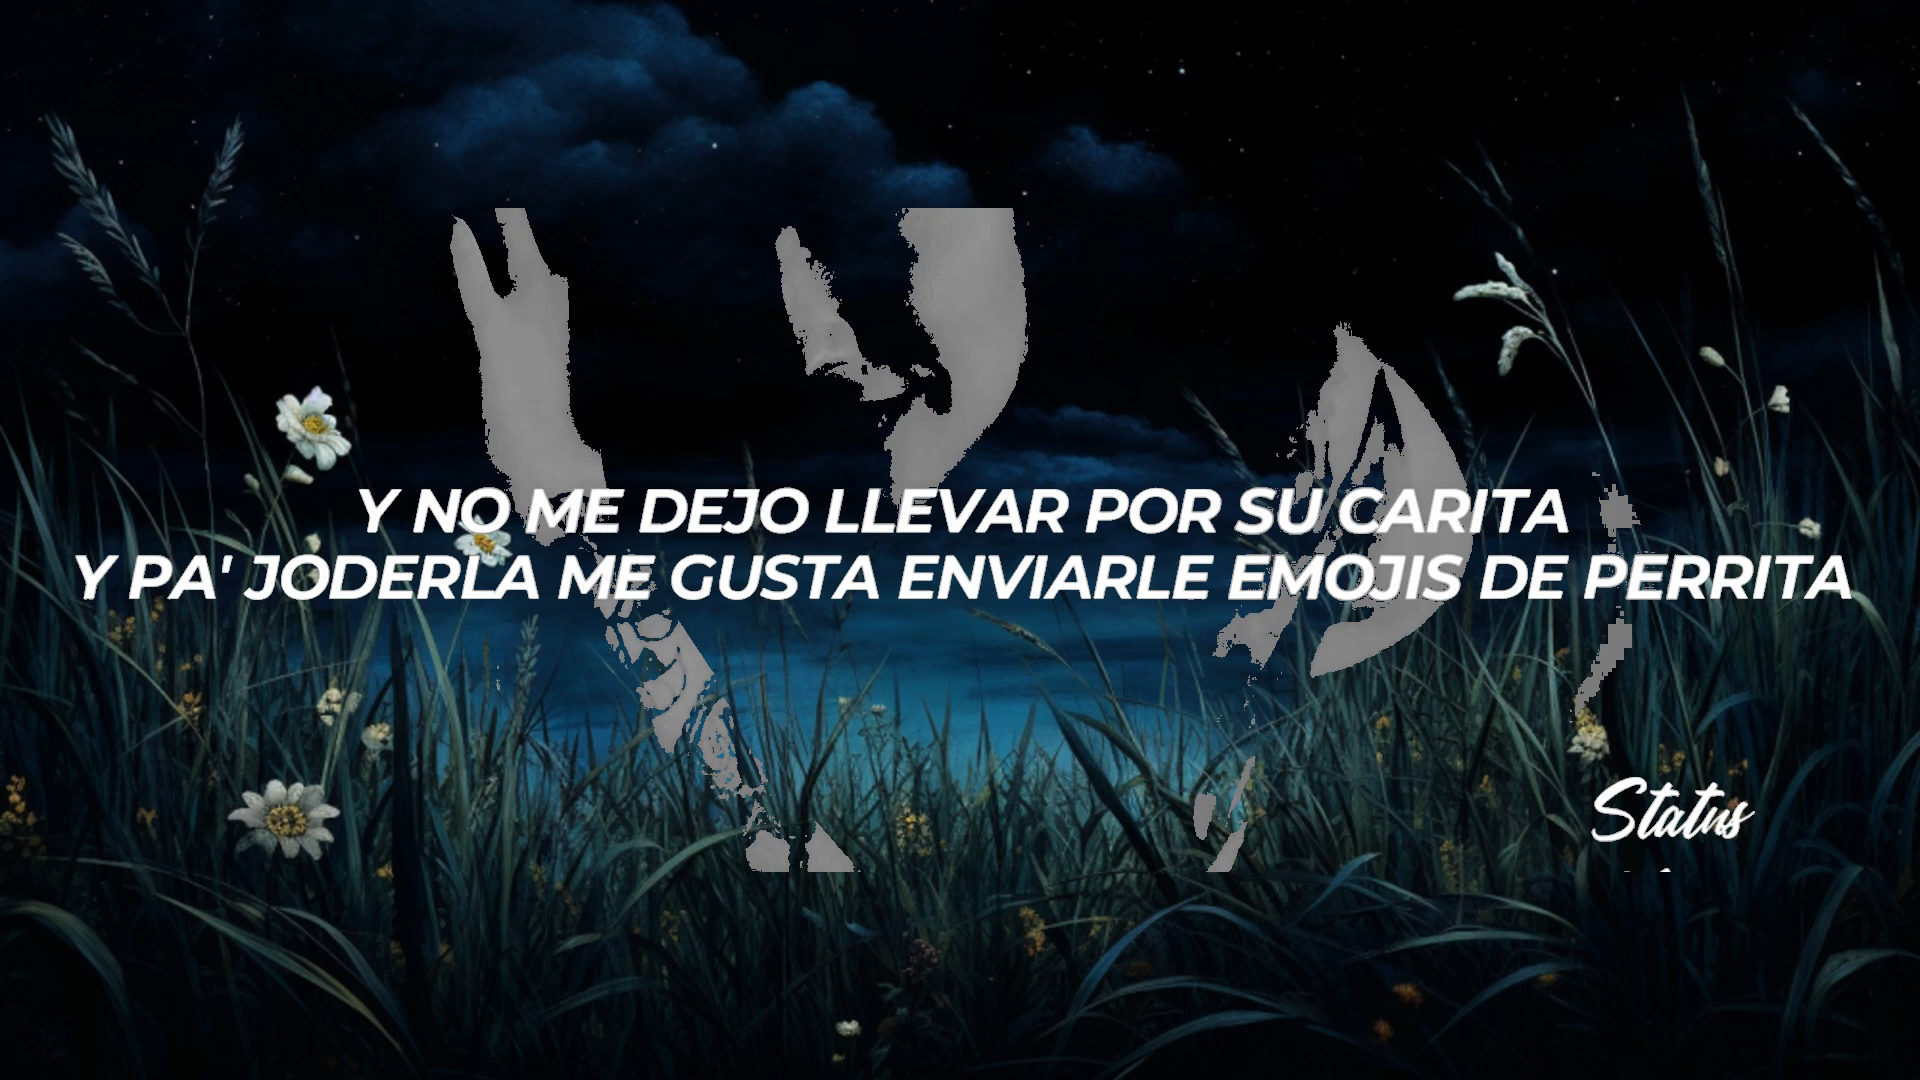 Y NO ME DEJO LLEVAR POR SU CARITA
Y PA' JODERLA ME GUSTA ENVIARLE EMOJIS DE PERRITA
Status